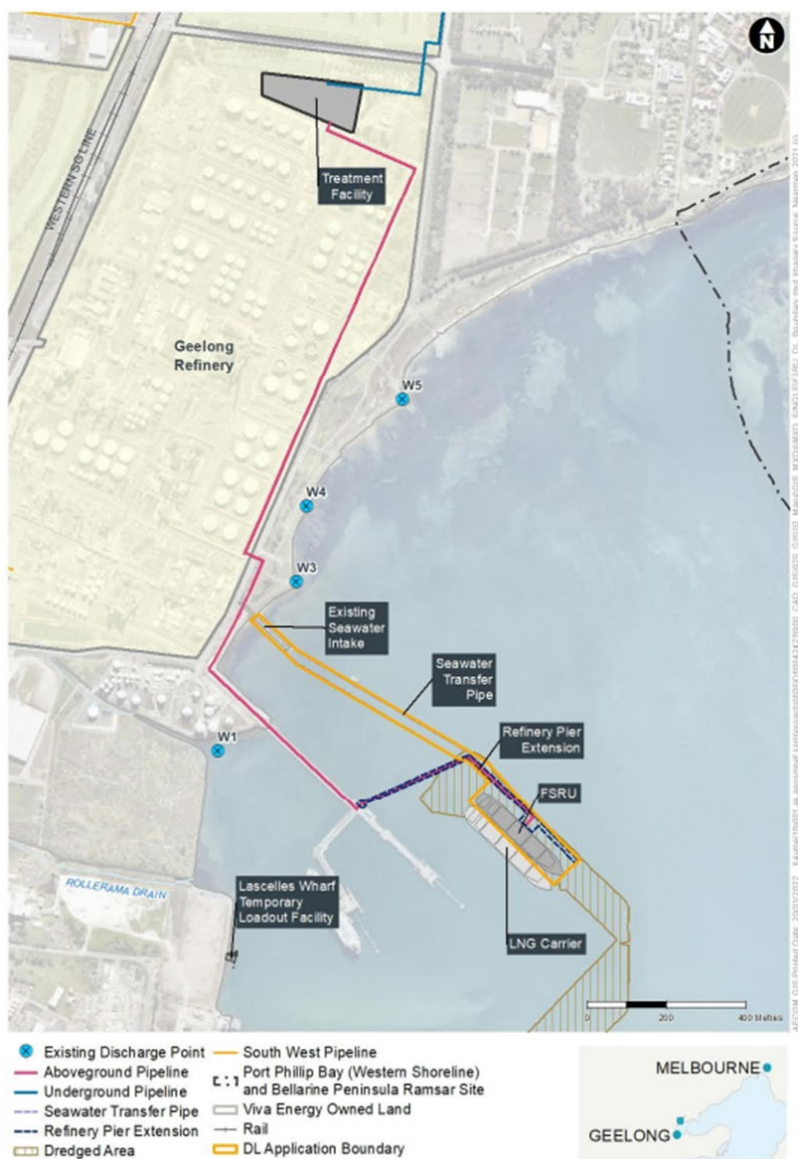 N
WESTERN SG LINE
Treatment
Facility
Geelong
Refinery
W5
W4
W3
Existing
Seawater
Intake
Seawater
Transfer
Pipe
Refinery Pier
Extension
W1
FSRU
ROLLERAMA DRAIN
Lascelles Wharf
Temporary
Loadout Facility
LNG Carrier
0 200 400 Metres
Existing Discharge Point
Aboveground Pipeline
Underground Pipeline
Seawater Transfer Pipe
Refinery Pier Extension
Dredged Area
South West Pipeline
Port Phillip Bay (Western Shoreline)
and Bellarine Peninsula Ramsar Site
Viva Energy Owned Land
Rail
DL Application Boundary
MELBOURNE
GEELONG